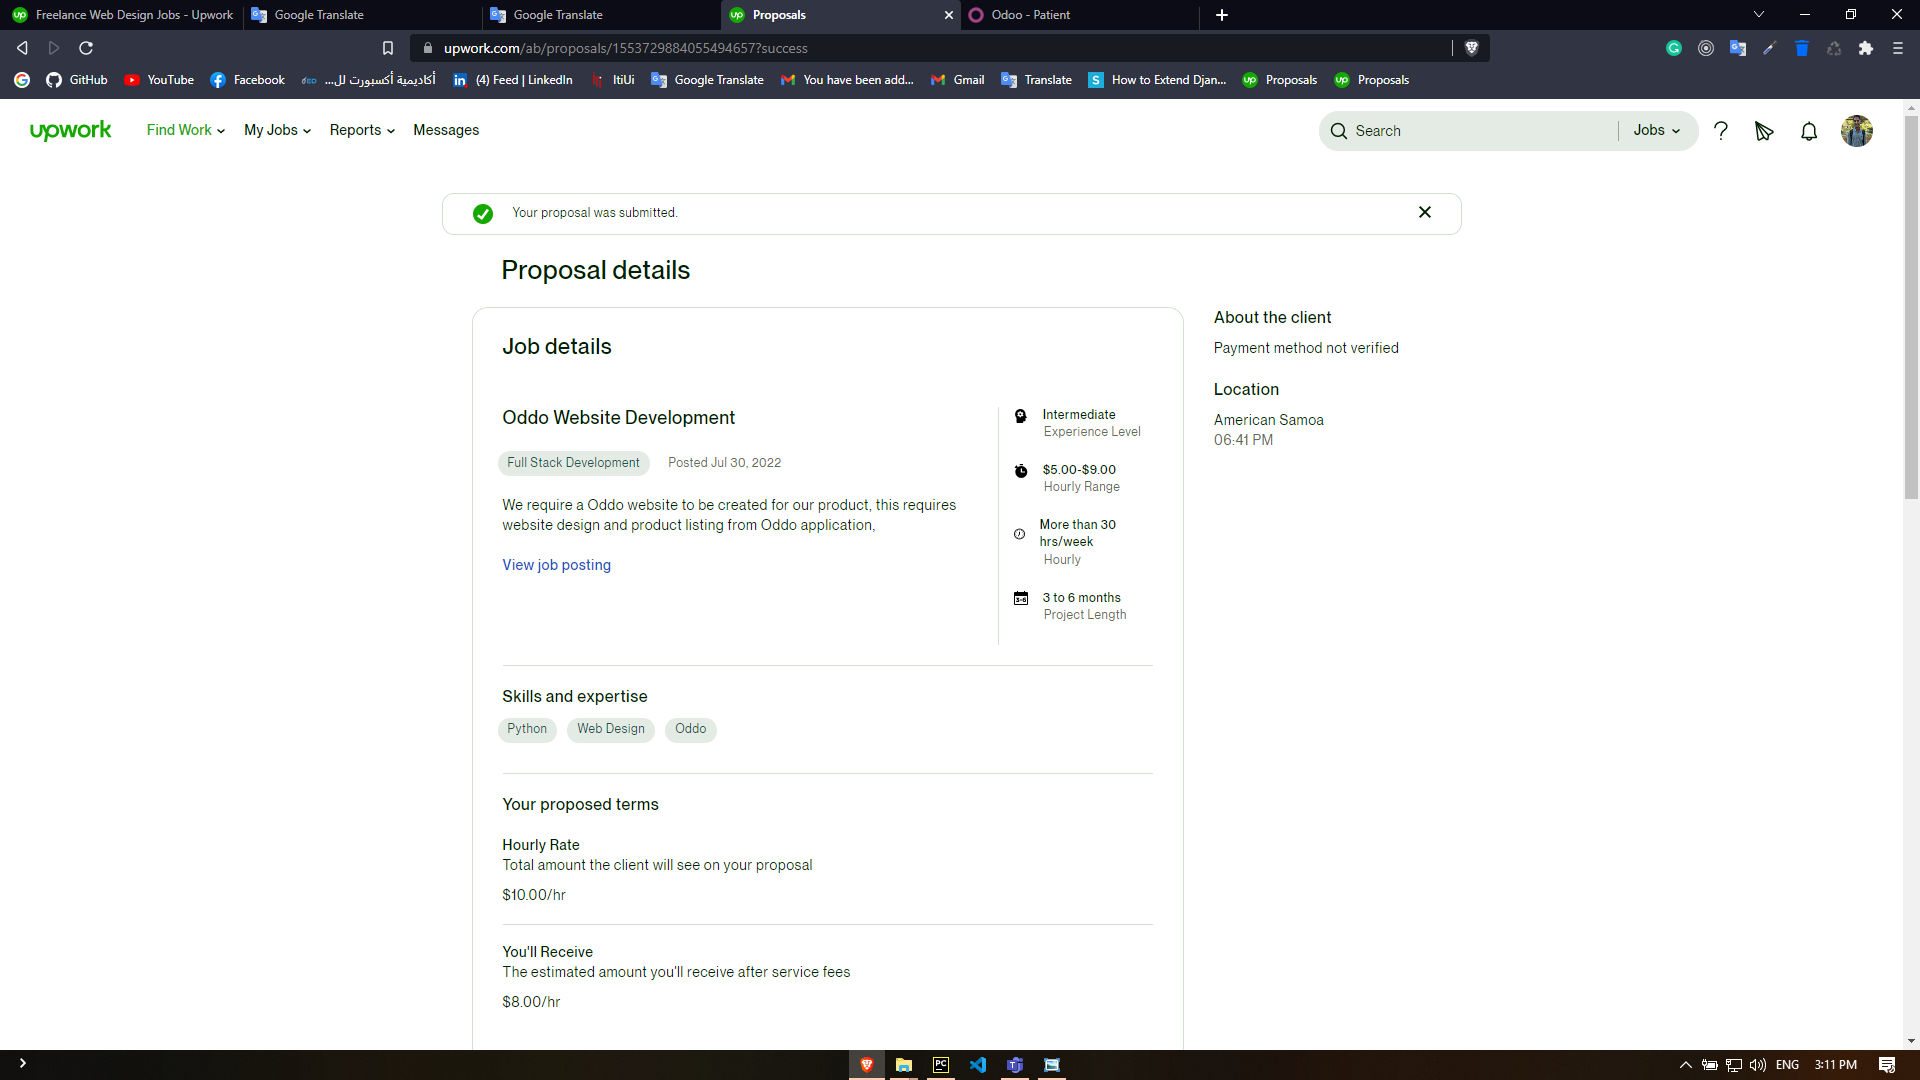 Freelance Web Design Jobs - Upwork
Google Translate
Google Translate
Proposals
Odoo - Patient
upwork.com/ab/proposals/1553729884055494657?success
GitHub
YouTube
Facebook
أكاديمية أكسبورت لل...
(4) Feed | LinkedIn
ItiUi
Google Translate
You have been add...
Gmail
Translate
How to Extend Djan...
Proposals
Proposals
upwork
Find Work
My Jobs
Reports
Messages
Search
Jobs
Your proposal was submitted.
Proposal details
Job details
Oddo Website Development
Full Stack Development
Posted Jul 30, 2022
We require a Oddo website to be created for our product, this requires
website design and product listing from Oddo application,
View job posting
Intermediate
Experience Level
$5.00-$9.00
Hourly Range
More than 30
hrs/week
Hourly
3 to 6 months
Project Length
Skills and expertise
Python
Web Design
Oddo
Your proposed terms
Hourly Rate
Total amount the client will see on your proposal
$10.00/hr
You'll Receive
The estimated amount you'll receive after service fees
$8.00/hr
About the client
Payment method not verified
Location
American Samoa
06:41 PM
ENG
3:11 PM